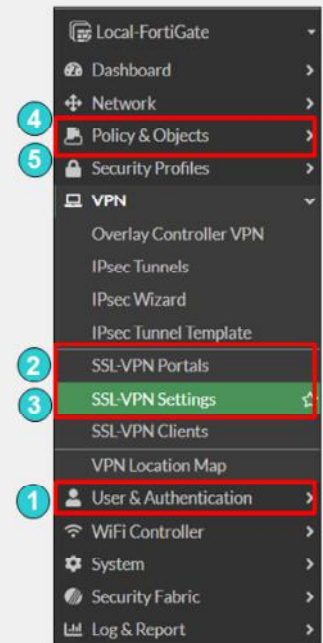 Local-FortiGate
Dashboard
Network
4
Policy & Objects
5
Security Profiles
VPN
Overlay Controller VPN
IPsec Tunnels
IPsec Wizard
IPsec Tunnel Template
2
SSL-VPN Portals
3
SSL-VPN Settings
SSL-VPN Clients
VPN Location Map
1
User & Authentication
WiFi Controller
System
Security Fabric
Log & Report